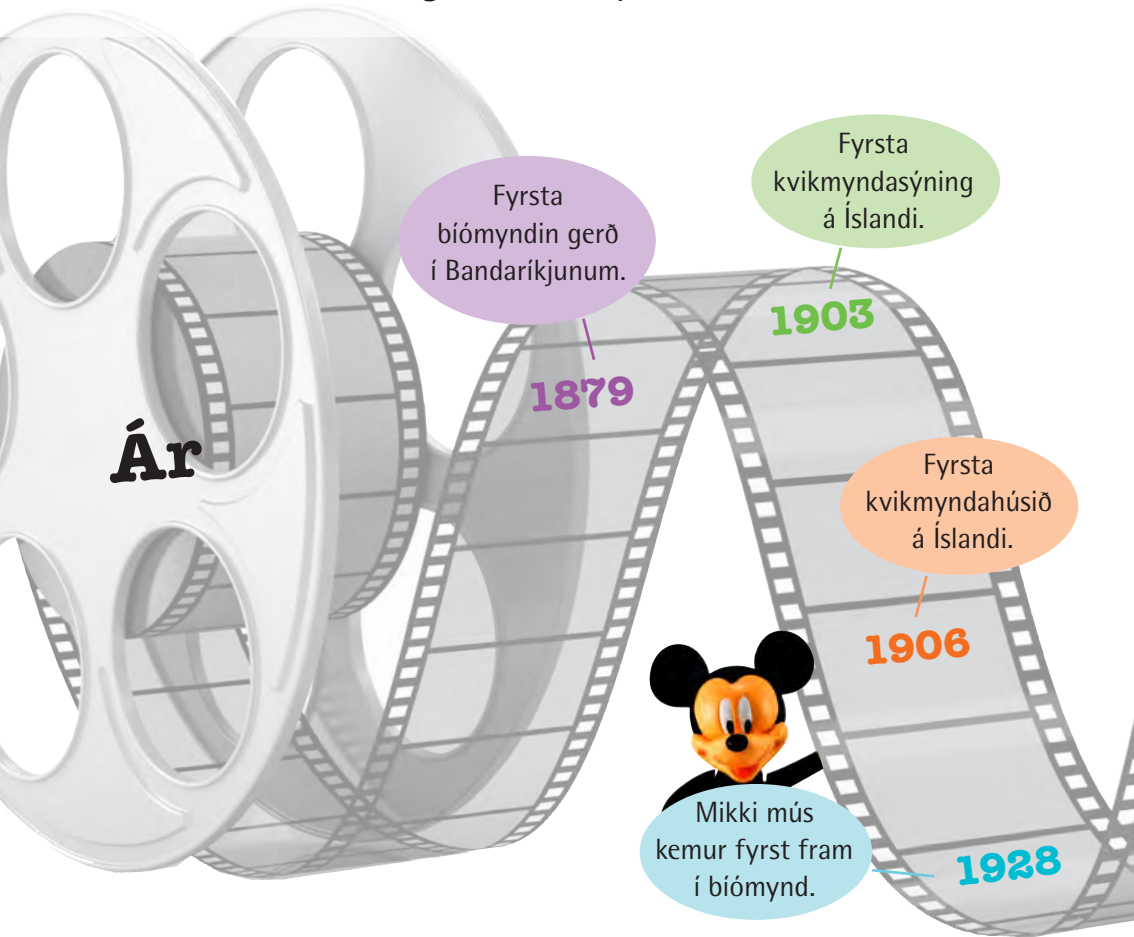 Ár
Fyrsta
bíómyndin gerð
í Bandaríkjunum.
1879
Fyrsta
kvikmyndasýning
á Íslandi.
1903
Fyrsta
kvikmyndahúsið
á Íslandi.
1906
Mikki mús
kemur fyrst fram
í bíómynd.
1928